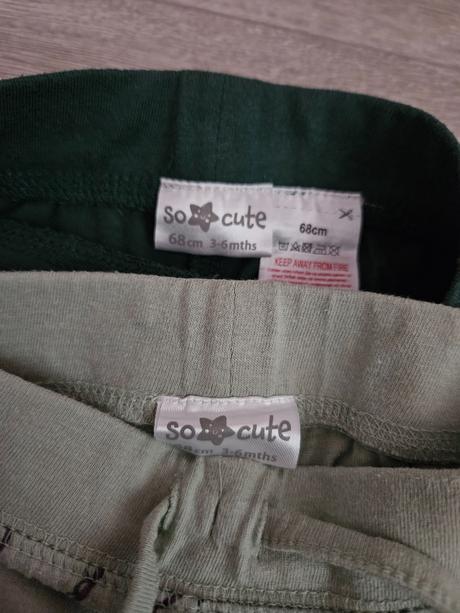 so cute
68cm 3-6mths
68cm
KEEP AWAY FROM FIRE
so cute
68cm 3-6mths